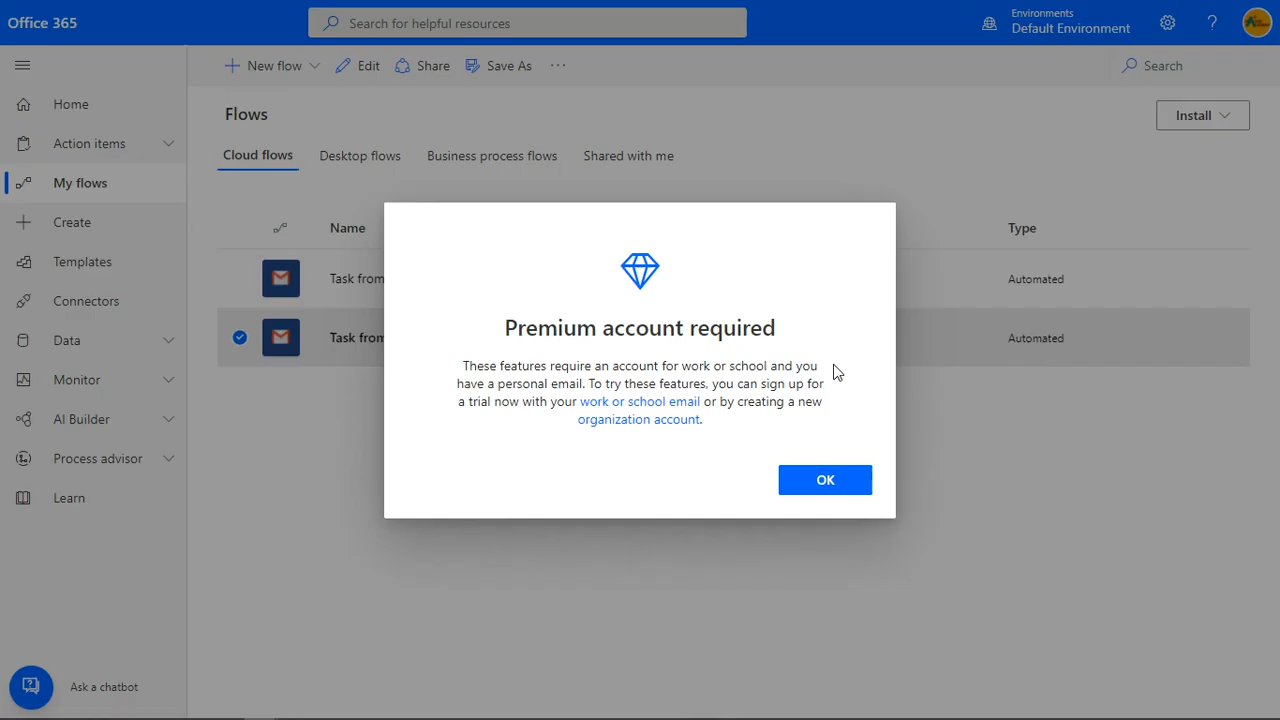 Office 365
Search for helpful resources
Environments
Default Environment
New flow
Edit
Share
Save As
Search
Home
Action items
My flows
Create
Templates
Connectors
Data
Monitor
AI Builder
Process advisor
Learn
Ask a chatbot
Flows
Install
Cloud flows
Desktop flows
Business process flows
Shared with me
Name
Type
Task from
Automated
Task from
Automated
Premium account required
These features require an account for work or school and you
have a personal email. To try these features, you can sign up for
a trial now with your work or school email or by creating a new
organization account.
OK